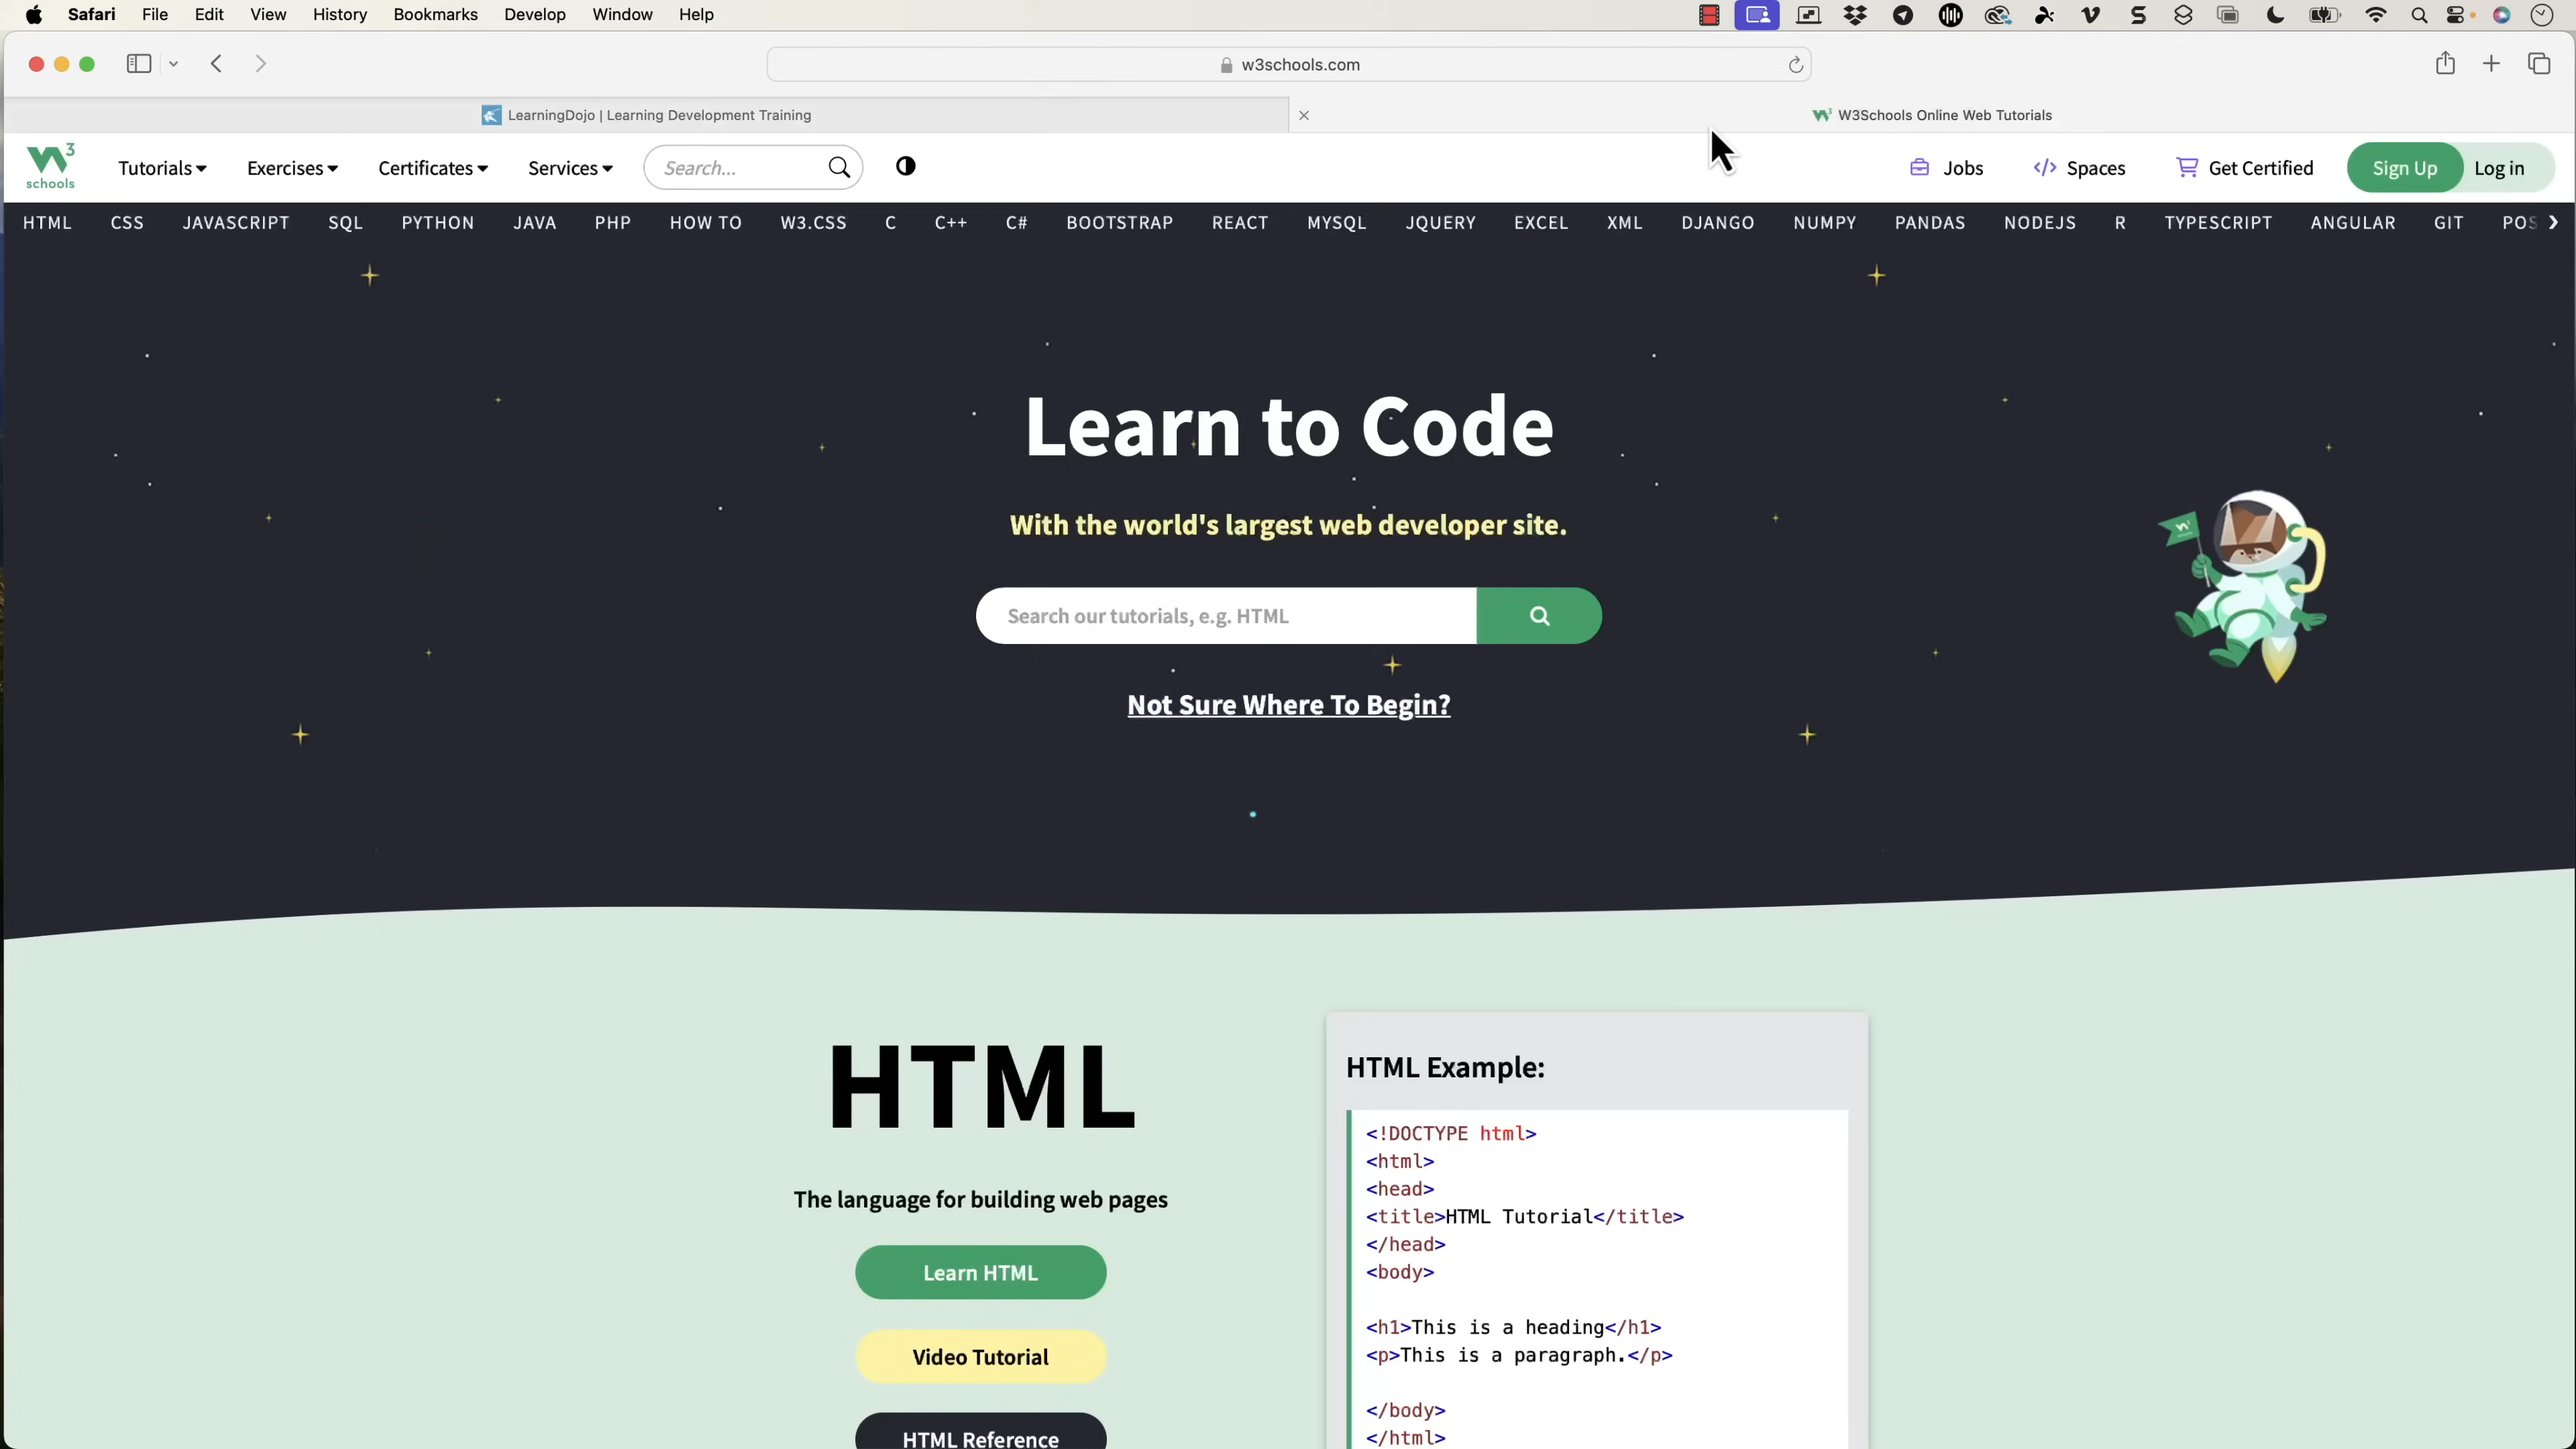 Safari File Edit View History Bookmarks Develop Window Help
w3schools.com
LearningDojo | Learning Development Training
W3Schools Online Web Tutorials
W3 schools Tutorials Exercises Certificates Services Search... Jobs Spaces Get Certified Sign Up Log in
HTML CSS JAVASCRIPT SQL PYTHON JAVA PHP HOW TO W3.CSS C C++ C# BOOTSTRAP REACT MYSQL JQUERY EXCEL XML DJANGO NUMPY PANDAS NODEJS R TYPESCRIPT ANGULAR GIT POS
Learn to Code
With the world's largest web developer site.
Search our tutorials, e.g. HTML
Not Sure Where To Begin?
HTML
The language for building web pages
Learn HTML
Video Tutorial
HTML Reference
HTML Example:
<!DOCTYPE html>
<html>
<head>
<title>HTML Tutorial</title>
</head>
<body>
<h1>This is a heading</h1>
<p>This is a paragraph.</p>
</body>
</html>